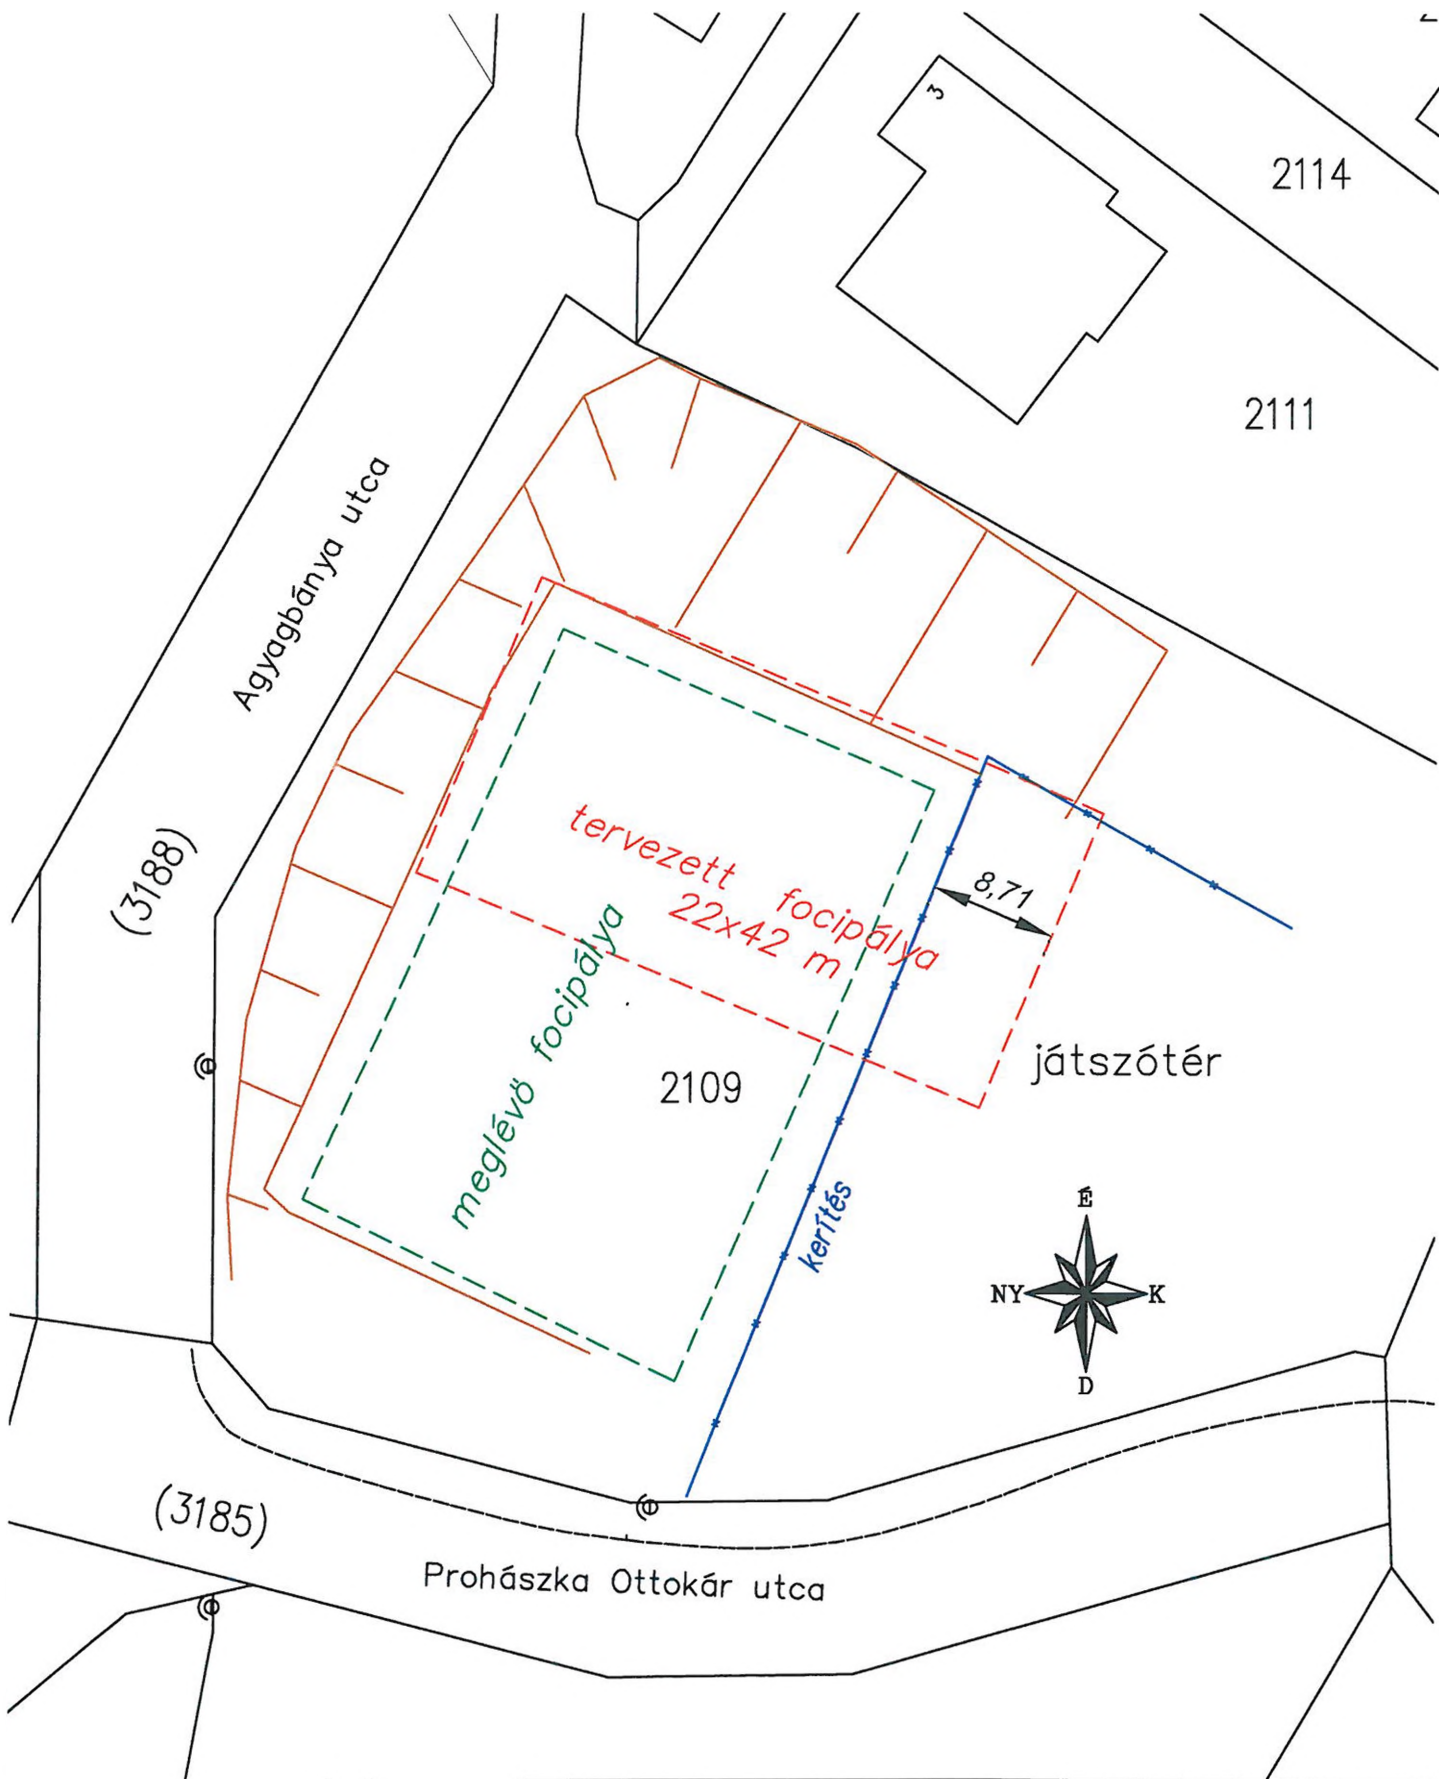 3
2114
2111
Agyagbánya utca
(3188)
tervezett focipálya
22x42 m
8,71
meglévő focipálya
2109
játszótér
kerítés
É
NY
K
D
(3185)
Prohászka Ottokár utca